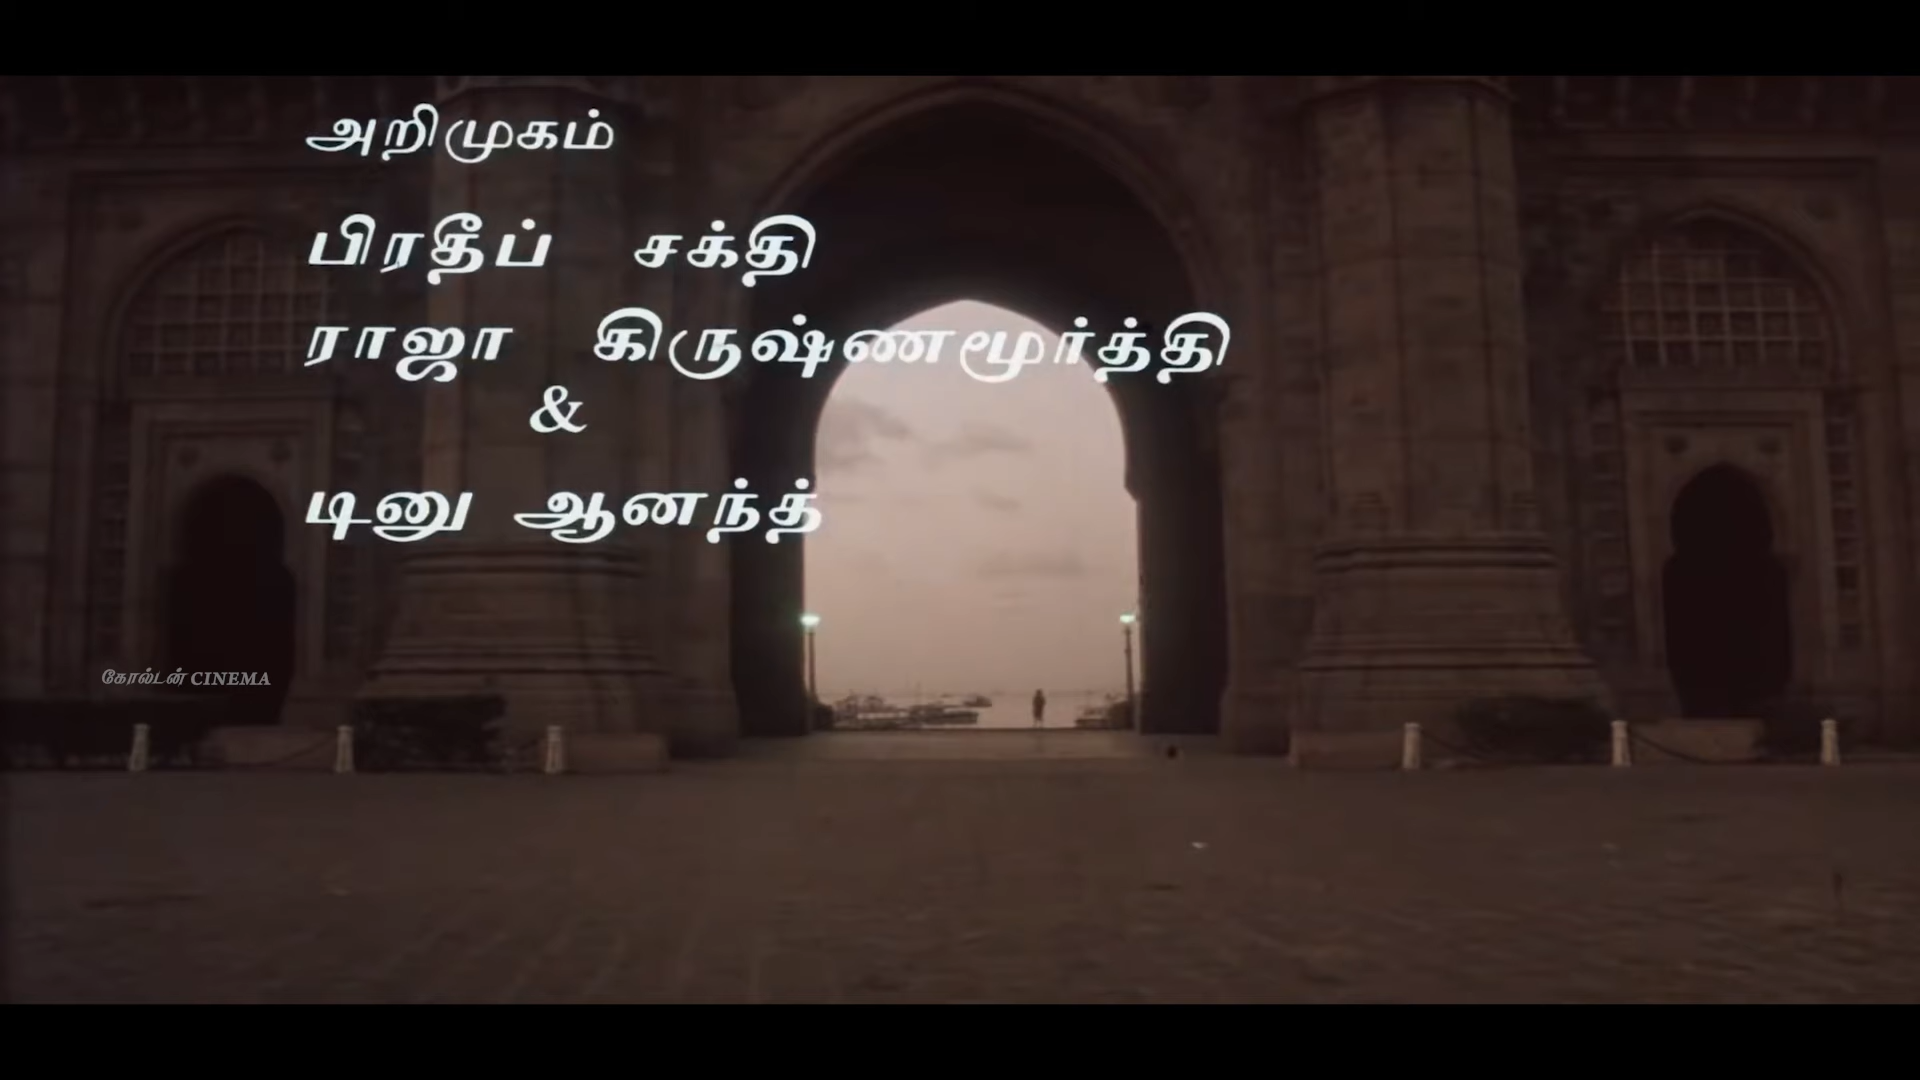 அறிமுகம்
பிரதீப் சக்தி
ராஜா கிருஷ்ணமூர்த்தி
&
டினு ஆனந்த்
கோல்டன் CINEMA